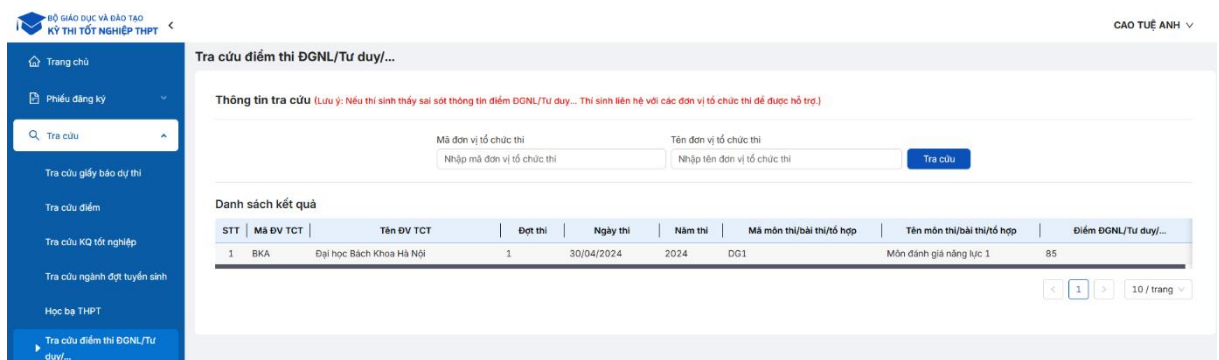 BỘ GIÁO DỤC VÀ ĐÀO TẠO
KỲ THI TỐT NGHIỆP THPT
CAO TUỆ ANH
Trang chủ
Phiếu đăng ký
Tra cứu
Tra cứu giấy báo dự thi
Tra cứu điểm
Tra cứu KQ tốt nghiệp
Tra cứu ngành đợt tuyển sinh
Học bạ THPT
Tra cứu điểm thi ĐGNL/Tư
duy/...
Tra cứu điểm thi ĐGNL/Tư duy/...
Thông tin tra cứu (Lưu ý: Nếu thí sinh thấy sai sót thông tin điểm ĐGNL/Tư duy... Thí sinh liên hệ với các đơn vị tổ chức thi để được hỗ trợ.)
Mã đơn vị tổ chức thi
Nhập mã đơn vị tổ chức thi
Tên đơn vị tổ chức thi
Nhập tên đơn vị tổ chức thi
Tra cứu
Danh sách kết quả
STT Mã ĐV TCT Tên ĐV TCT Đợt thi Ngày thi Năm thi Mã môn thi/bài thi/tổ hợp Tên môn thi/bài thi/tổ hợp Điểm ĐGNL/Tư duy/...
1 BKA Đại học Bách Khoa Hà Nội 1 30/04/2024 2024 DG1 Môn đánh giá năng lực 1 85
< 1 > 10 / trang